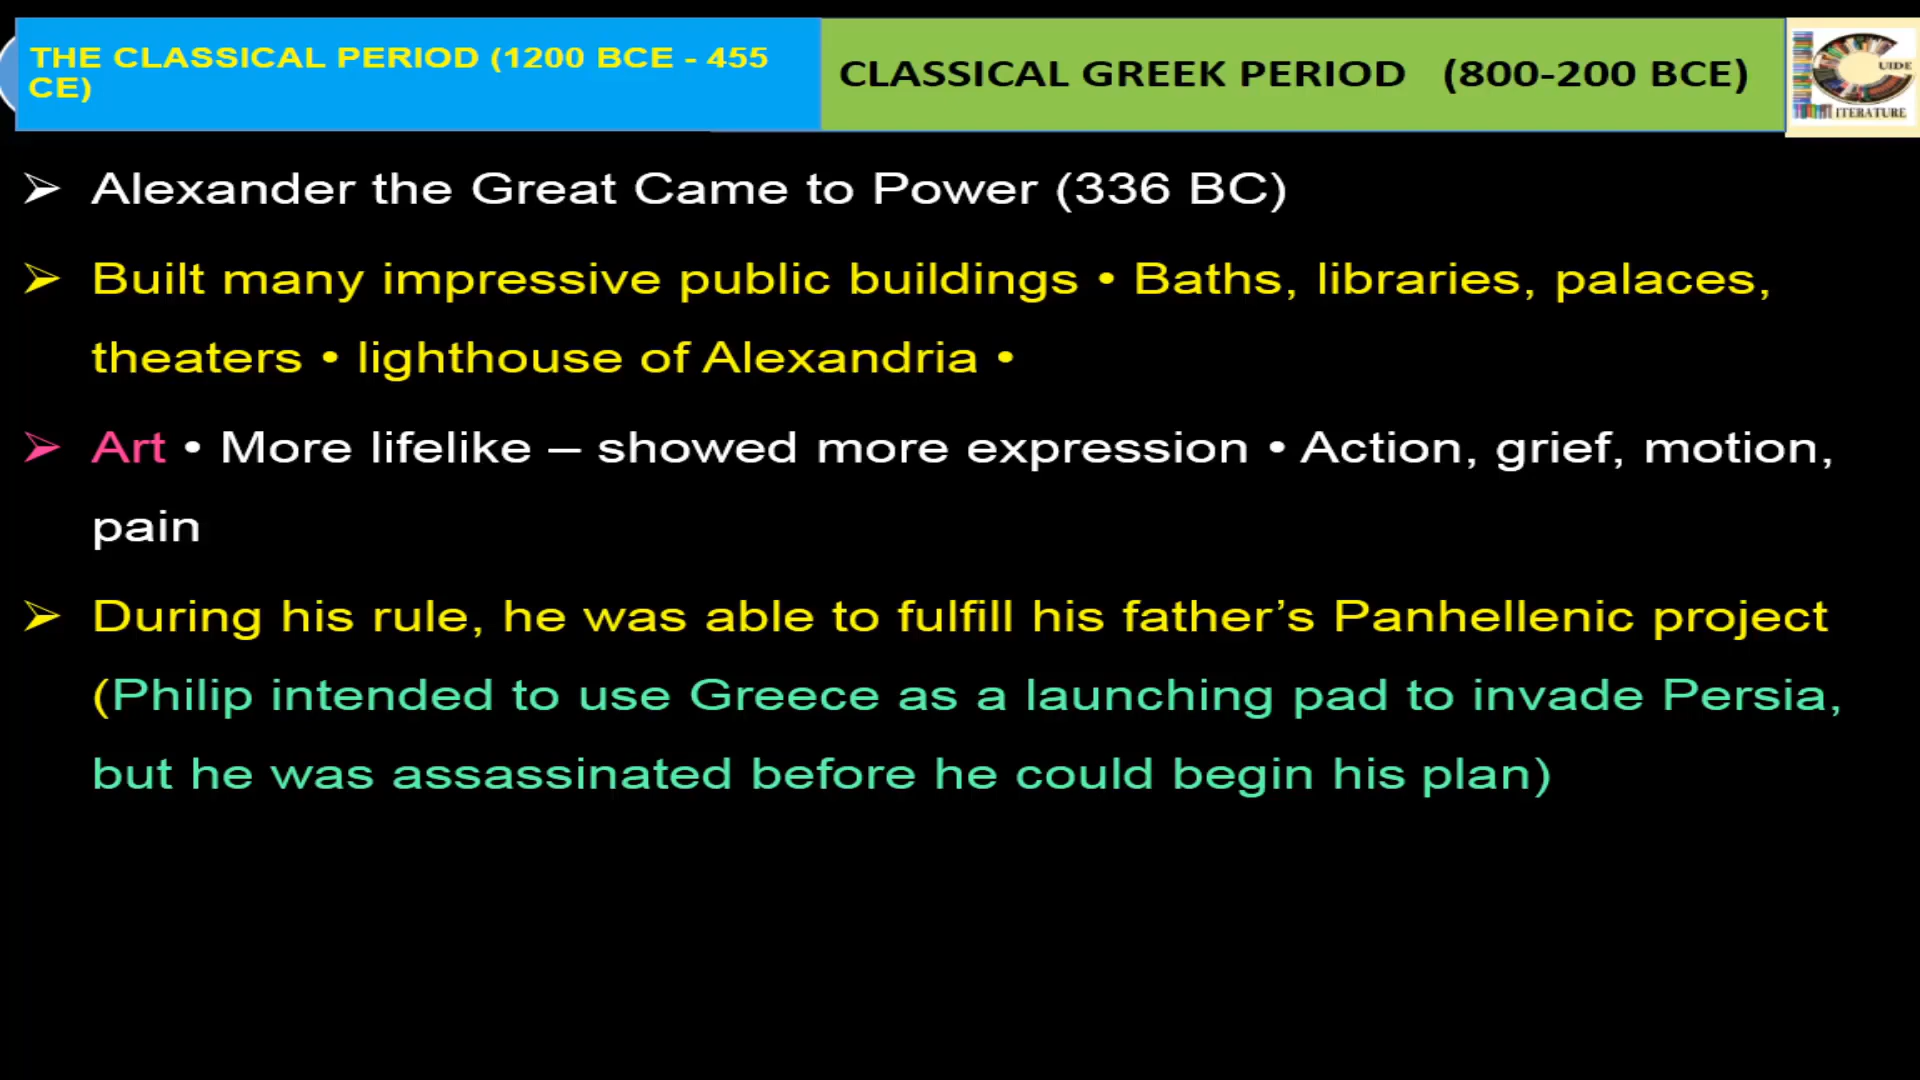 THE CLASSICAL PERIOD (1200 BCE - 455
CE)
CLASSICAL GREEK PERIOD (800-200 BCE)
UIDE
ITERATURE
➢ Alexander the Great Came to Power (336 BC)
➢ Built many impressive public buildings • Baths, libraries, palaces,
theaters • lighthouse of Alexandria •
➢ Art • More lifelike – showed more expression • Action, grief, motion,
pain
➢ During his rule, he was able to fulfill his father’s Panhellenic project
(Philip intended to use Greece as a launching pad to invade Persia,
but he was assassinated before he could begin his plan)